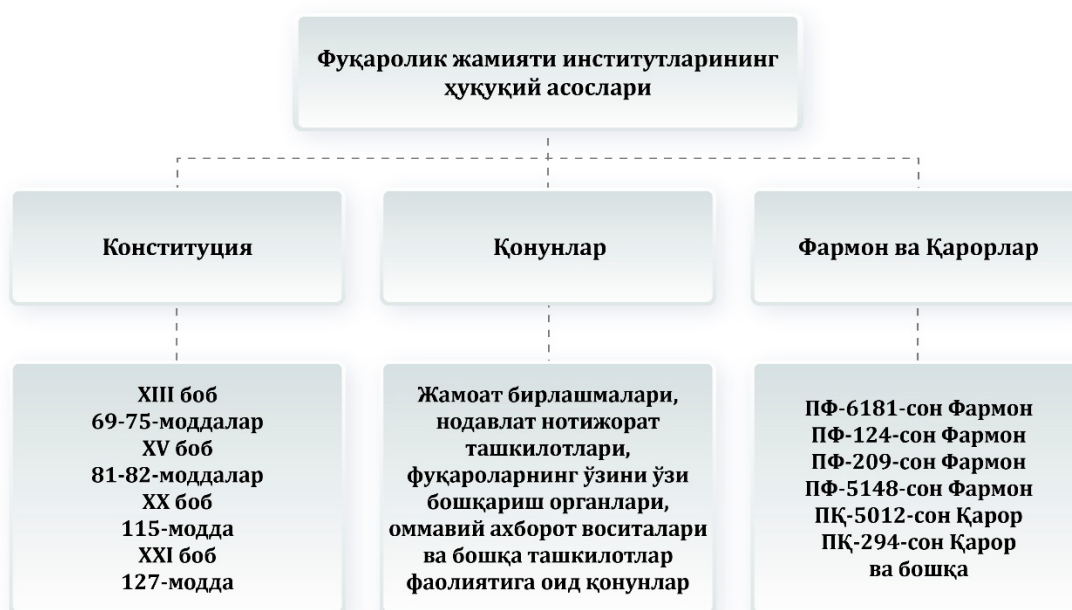 Фуқаролик жамияти институтларининг
ҳуқуқий асослари
Конституция
Қонунлар
Фармон ва Қарорлар
XIII боб
69-75-моддалар
XV боб
81-82-моддалар
XX боб
115-модда
XXI боб
127-модда
Жамоат бирлашмалари,
нодавлат нотижорат
ташкилотлари,
фуқароларнинг ўзини ўзи
бошқариш органлари,
оммавий ахборот воситалари
ва бошқа ташкилотлар
фаолиятига оид қонунлар
ПФ-6181-сон Фармон
ПФ-124-сон Фармон
ПФ-209-сон Фармон
ПФ-5148-сон Фармон
ПҚ-5012-сон Қарор
ПҚ-294-сон Қарор
ва бошқа